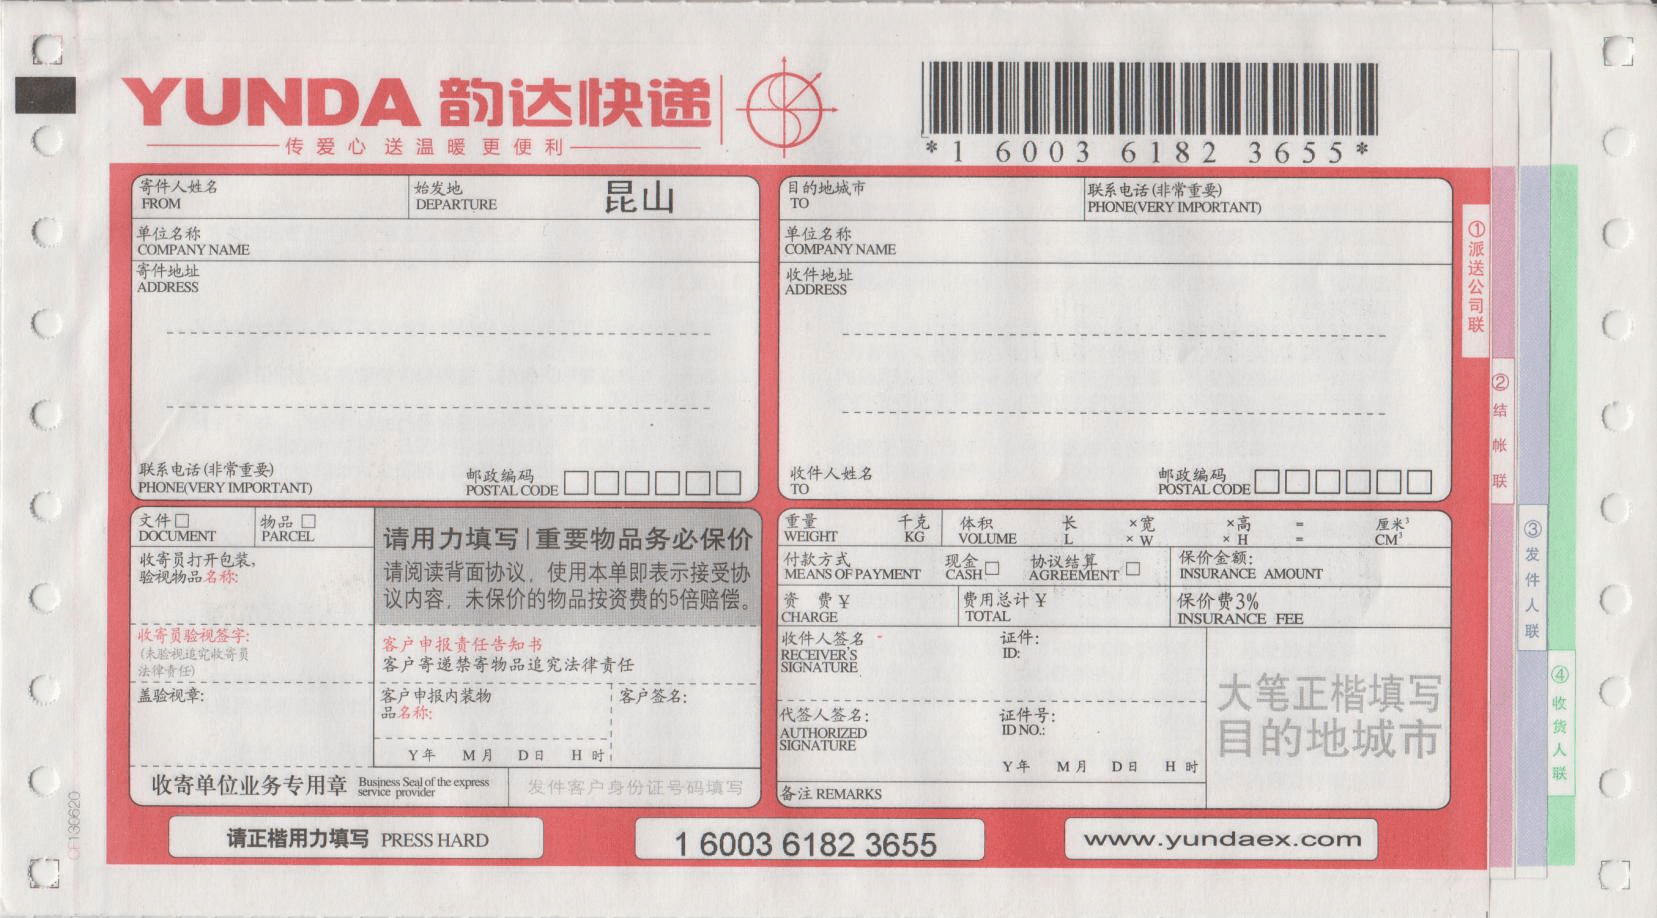 YUNDA 韵达快递
传爱心 送温暖 更便利
*1 6003 6182 3655*
寄件人姓名
FROM
始发地
DEPARTURE
昆山
单位名称
COMPANY NAME
寄件地址
ADDRESS
联系电话(非常重要)
PHONE(VERY IMPORTANT)
邮政编码
POSTAL CODE
目的地城市
TO
联系电话(非常重要)
PHONE(VERY IMPORTANT)
单位名称
COMPANY NAME
收件地址
ADDRESS
收件人姓名
TO
邮政编码
POSTAL CODE
文件
DOCUMENT
物品
PARCEL
收寄员打开包装,
验视物品名称:
收寄员验视签字:
(未验视追究收寄员
法律责任)
盖验视章:
请用力填写|重要物品务必保价
请阅读背面协议，使用本单即表示接受协
议内容，未保价的物品按资费的5倍赔偿。
客户申报责任告知书
客户寄递禁寄物品追究法律责任
客户申报内装物
品名称:
客户签名:
Y年 M月 D日 H时
收寄单位业务专用章
Business Seal of the express
service provider
发件客户身份证号码填写
重量 千克
WEIGHT KG
体积 长 ×宽 ×高 = 厘米³
VOLUME L ×W ×H = CM³
付款方式
MEANS OF PAYMENT
现金
CASH
协议结算
AGREEMENT
保价金额:
INSURANCE AMOUNT
资 费 ¥
CHARGE
费用总计 ¥
TOTAL
保价费3%
INSURANCE FEE
收件人签名
RECEIVER'S
SIGNATURE
证件:
ID:
代签人签名:
AUTHORIZED
SIGNATURE
证件号:
ID NO.:
Y年 M月 D日 H时
备注 REMARKS
大笔正楷填写
目的地城市
①派送公司联
②结帐联
③发件人联
④收货人联
CF130620
请正楷用力填写 PRESS HARD
1 6003 6182 3655
www.yundaex.com